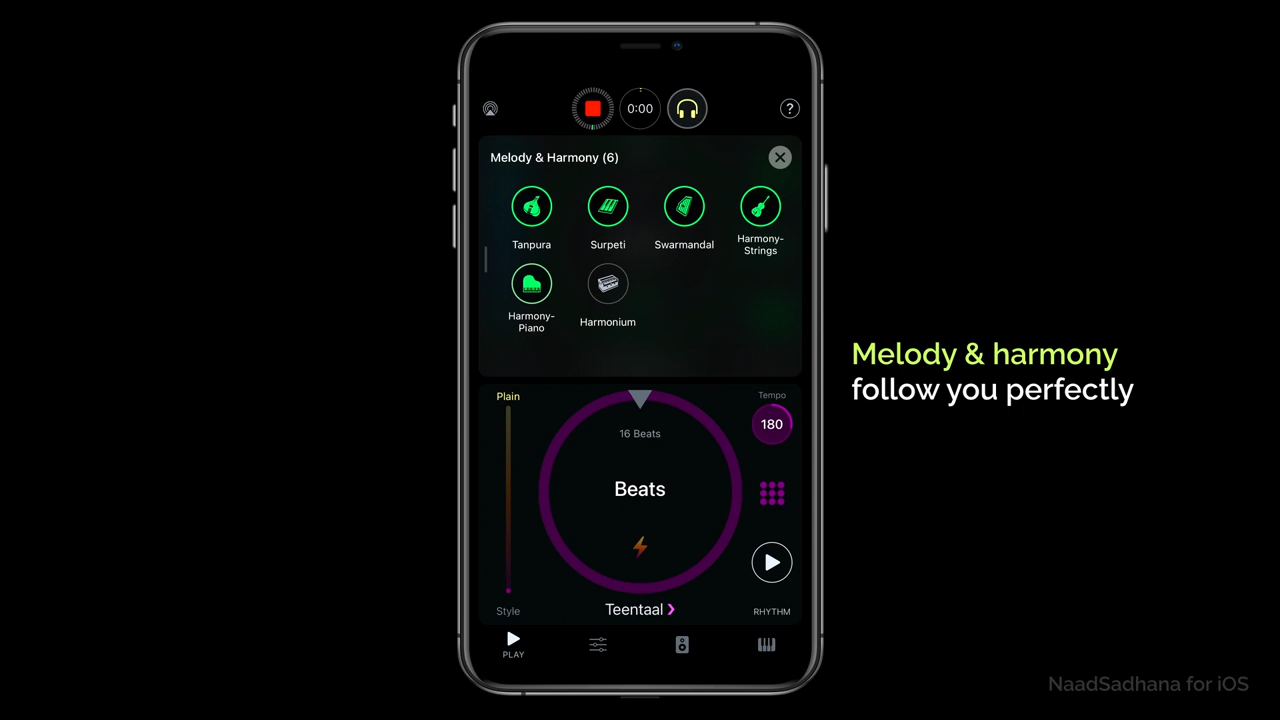 0:00
?
Melody & Harmony (6)
Tanpura
Surpeti
Swarmandal
Harmony-
Strings
Harmony-
Piano
Harmonium
Plain
Tempo
180
16 Beats
Beats
Style
Teentaal
RHYTHM
PLAY
Melody & harmony
follow you perfectly
NaadSadhana for iOS